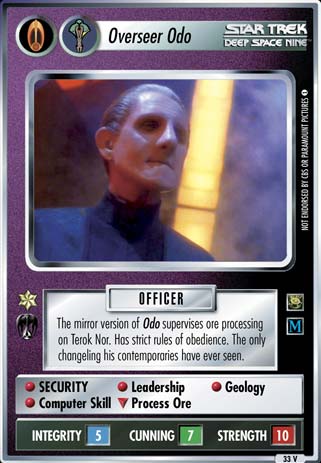 Overseer Odo
STAR TREK
DEEP SPACE NINE
NOT ENDORSED BY CBS OR PARAMOUNT PICTURES
OFFICER
The mirror version of Odo supervises ore processing
on Terok Nor. Has strict rules of obedience. The only
changeling his contemporaries have ever seen.
M
SECURITY Leadership Geology
Computer Skill Process Ore
INTEGRITY 5 CUNNING 7 STRENGTH 10
33 V